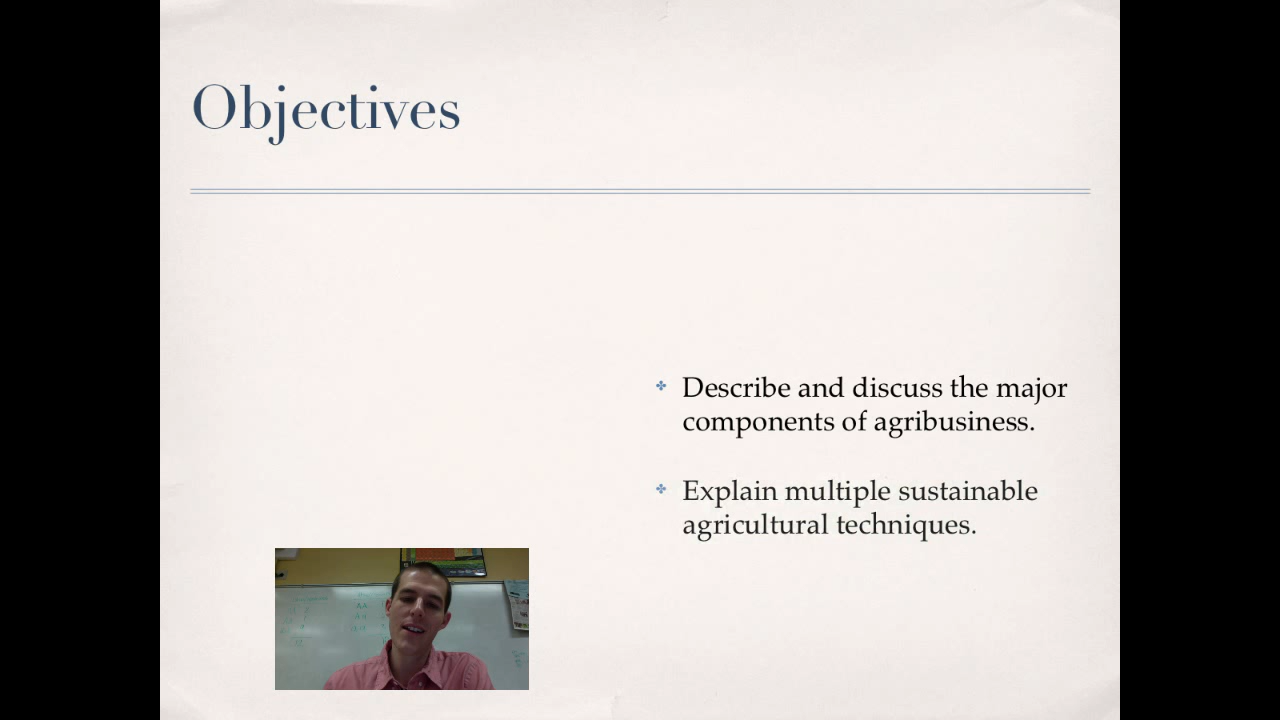 Objectives
Describe and discuss the major
components of agribusiness.
Explain multiple sustainable
agricultural techniques.